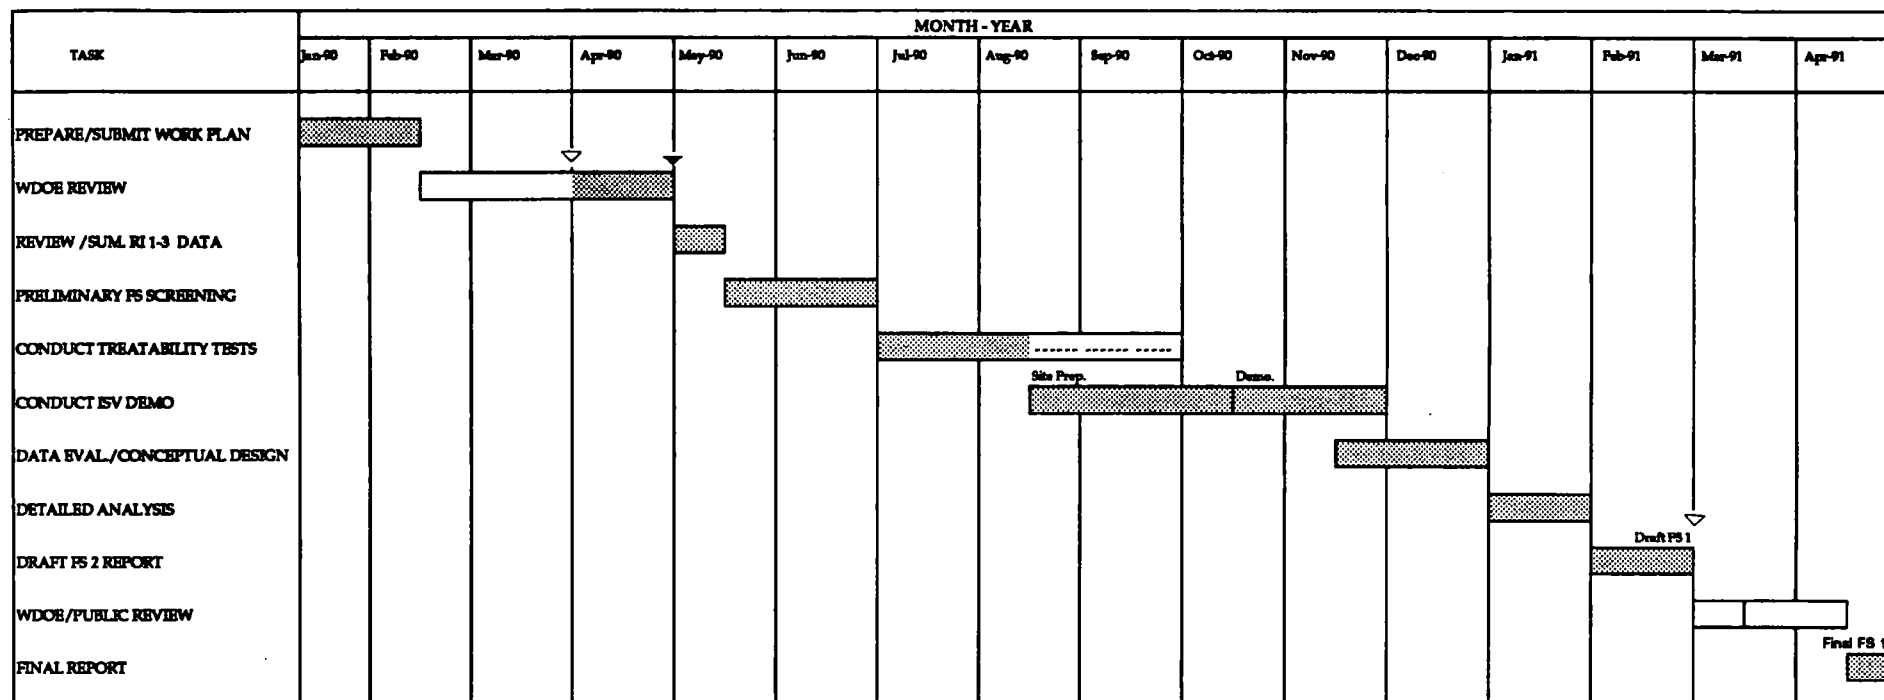 MONTH - YEAR
TASK Jan-90 Feb-90 Mar-90 Apr-90 May-90 Jun-90 Jul-90 Aug-90 Sep-90 Oct-90 Nov-90 Dec-90 Jan-91 Feb-91 Mar-91 Apr-91
PREPARE/SUBMIT WORK PLAN
WDOE REVIEW
REVIEW /SUM. RI 1-3 DATA
PRELIMINARY FS SCREENING
CONDUCT TREATABILITY TESTS
Site Prep. Demo.
CONDUCT ISV DEMO
DATA EVAL./CONCEPTUAL DESIGN
DETAILED ANALYSIS
Draft FS 1
DRAFT FS 2 REPORT
WDOE/PUBLIC REVIEW
Final FS 1
FINAL REPORT